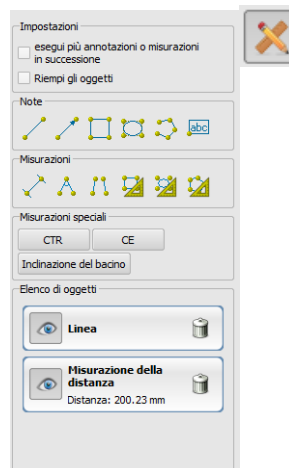 Impostazioni
esegui più annotazioni o misurazioni
in successione
Riempi gli oggetti
Note
abc
Misurazioni
Misurazioni speciali
CTR CE
Inclinazione del bacino
Elenco di oggetti
Linea
Misurazione della
distanza
Distanza: 200.23 mm